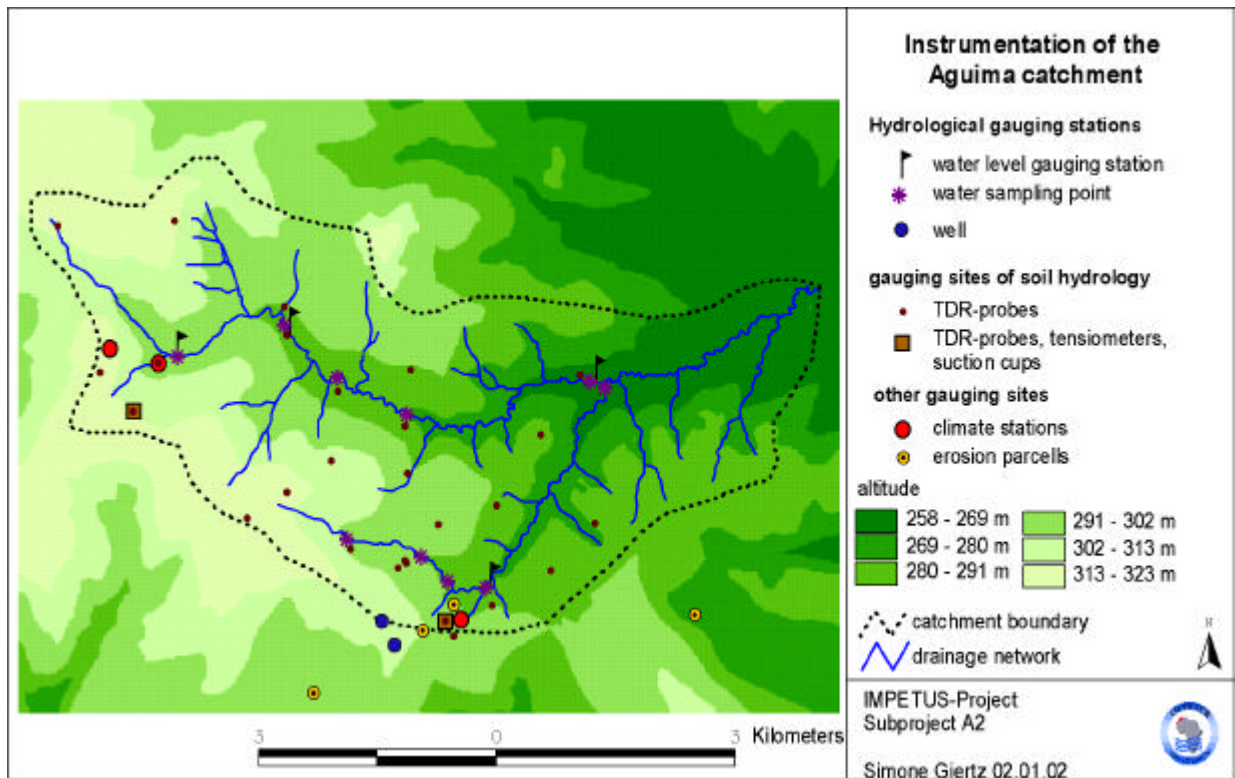 Instrumentation of the
Aguima catchment
Hydrological gauging stations
water level gauging station
water sampling point
well
gauging sites of soil hydrology
TDR-probes
TDR-probes, tensiometers,
suction cups
other gauging sites
climate stations
erosion parcells
altitude
258 - 269 m
291 - 302 m
269 - 280 m
302 - 313 m
280 - 291 m
313 - 323 m
catchment boundary
N
drainage network
3 0 3 Kilometers
IMPETUS-Project
Subproject A2
Simone Giertz 02.01.02